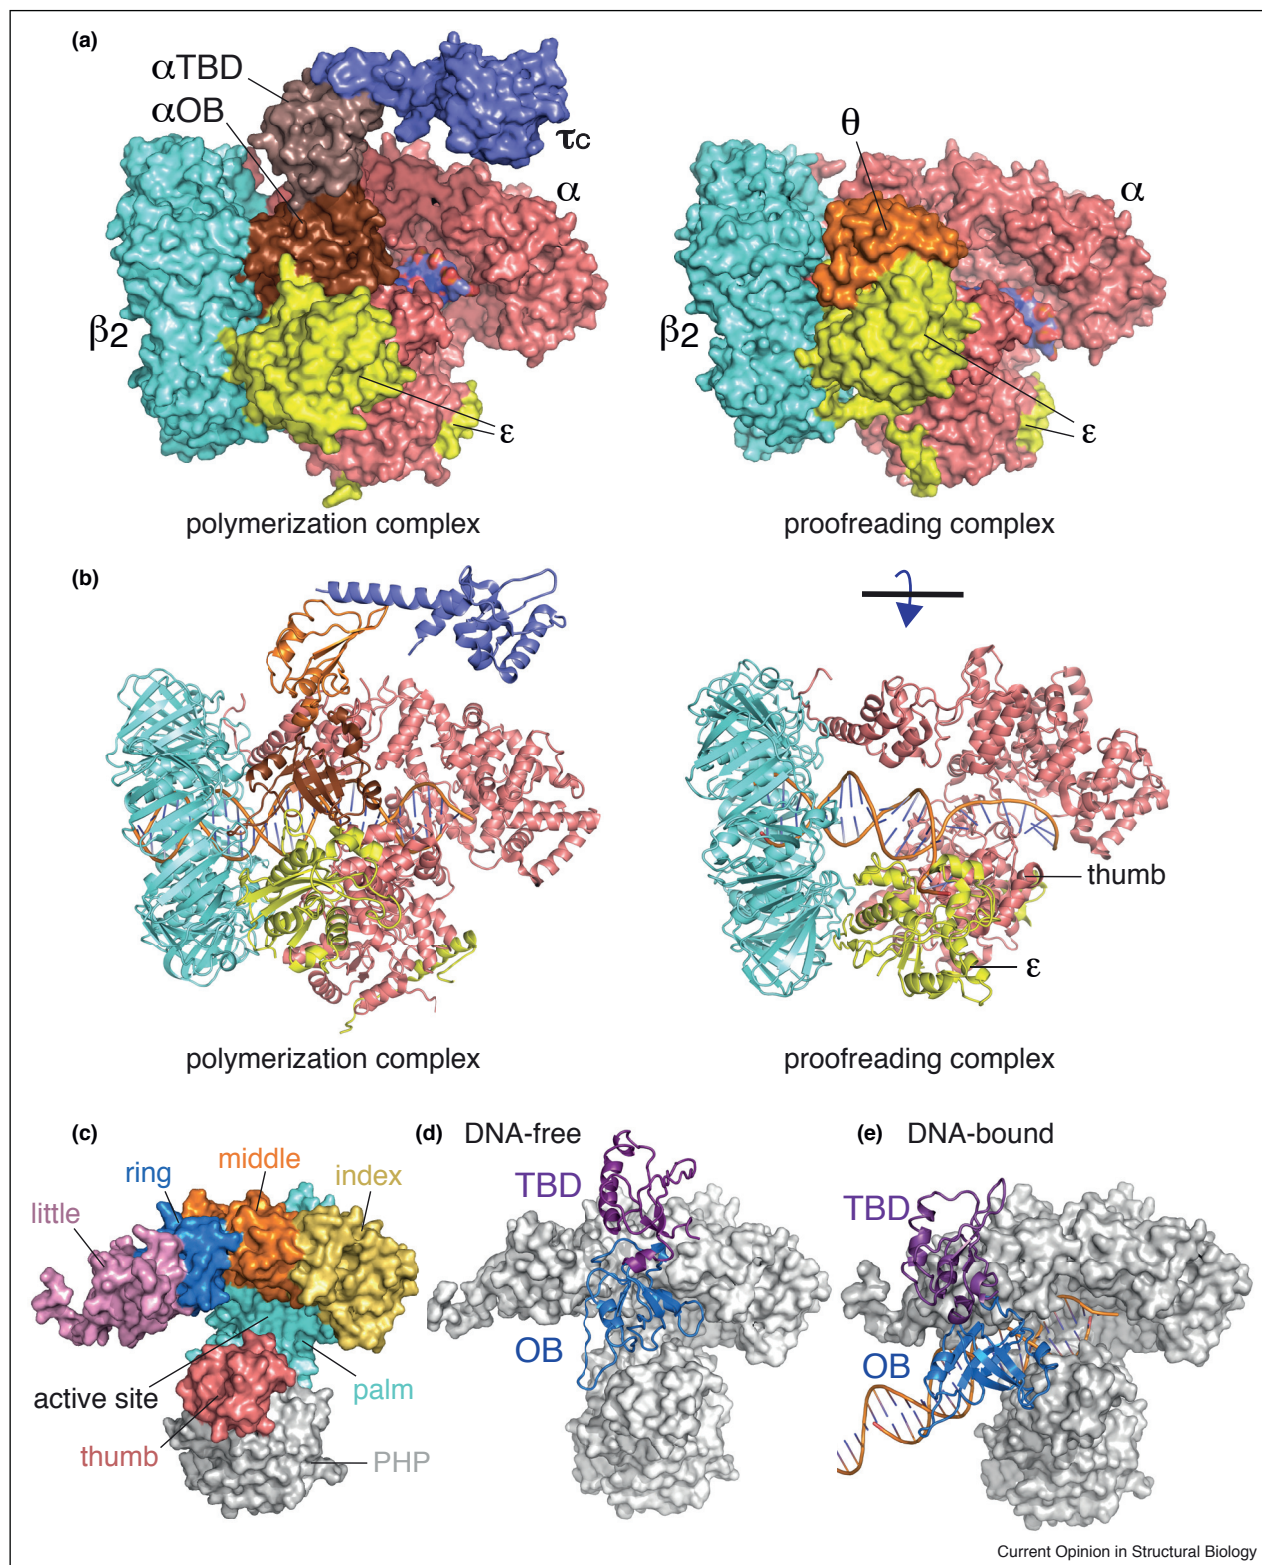 (a)
αTBD
αOB
τc
θ
α
α
β2
β2
ε
ε
polymerization complex
proofreading complex
(b)
thumb
ε
polymerization complex
proofreading complex
(c)
(d) DNA-free
(e) DNA-bound
middle
ring
index
little
TBD
TBD
OB
OB
active site
palm
thumb
PHP
Current Opinion in Structural Biology